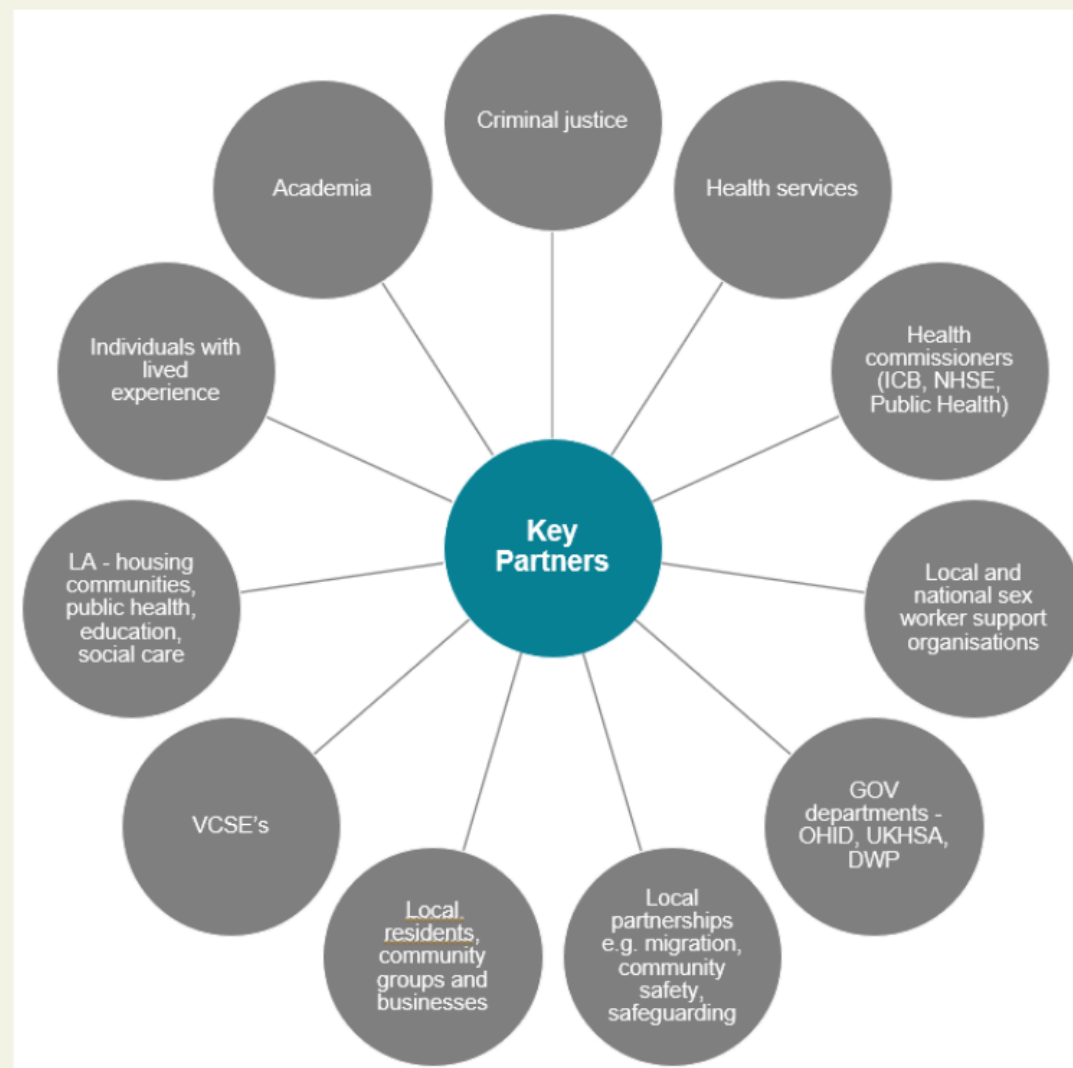 Criminal justice
Health services
Health
commissioners
(ICB, NHSE,
Public Health)
Local and
national sex
worker support
organisations
GOV
departments -
OHID, UKHSA,
DWP
Local
partnerships
e.g. migration,
community
safety,
safeguarding
Local
residents,
community
groups and
businesses
VCSE's
LA - housing
communities,
public health,
education,
social care
Individuals with
lived
experience
Academia
Key
Partners